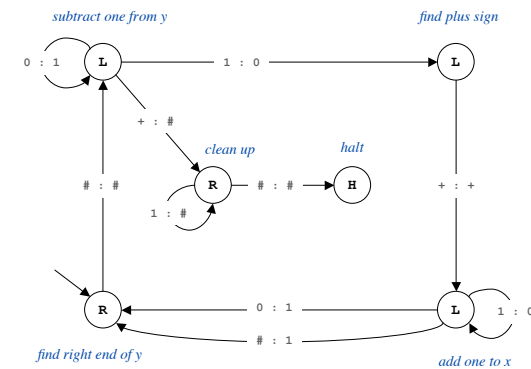 subtract one from y
find plus sign
0 : 1
L
1 : 0
L
+ : #
clean up
halt
# : #
R
# : #
H
+ : +
1 : #
R
0 : 1
L
1 : 0
# : 1
find right end of y
add one to x